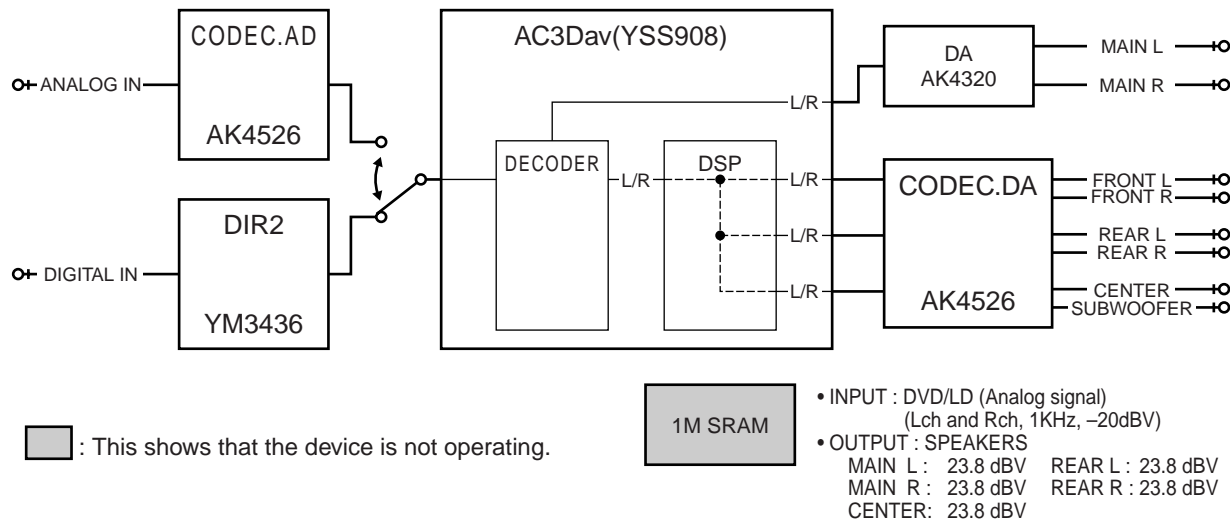 CODEC.AD
AK4526
ANALOG IN
DIR2
YM3436
DIGITAL IN
AC3Dav(YSS908)
DECODER
L/R
L/R
DSP
L/R
L/R
L/R
DA
AK4320
MAIN L
MAIN R
CODEC.DA
AK4526
FRONT L
FRONT R
REAR L
REAR R
CENTER
SUBWOOFER
: This shows that the device is not operating.
1M SRAM
• INPUT : DVD/LD (Analog signal)
(Lch and Rch, 1KHz, –20dBV)
• OUTPUT : SPEAKERS
MAIN L : 23.8 dBV REAR L : 23.8 dBV
MAIN R : 23.8 dBV REAR R : 23.8 dBV
CENTER: 23.8 dBV